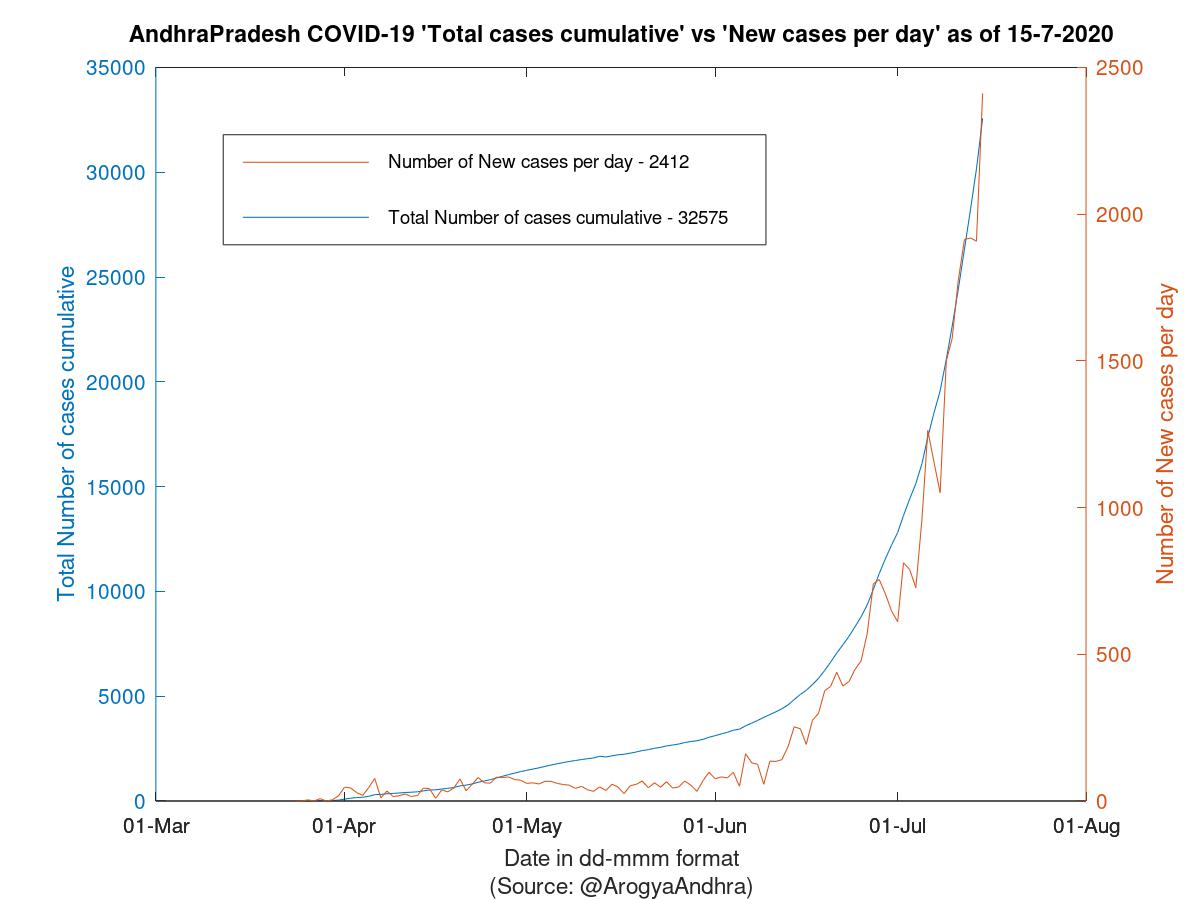 AndhraPradesh COVID-19 'Total cases cumulative' vs 'New cases per day' as of 15-7-2020
Number of New cases per day - 2412
Total Number of cases cumulative - 32575
Total Number of cases cumulative
35000
30000
25000
20000
15000
10000
5000
0
2500
2000
1500
1000
500
0
Number of New cases per day
01-Mar 01-Apr 01-May 01-Jun 01-Jul 01-Aug
Date in dd-mmm format
(Source: @ArogyaAndhra)